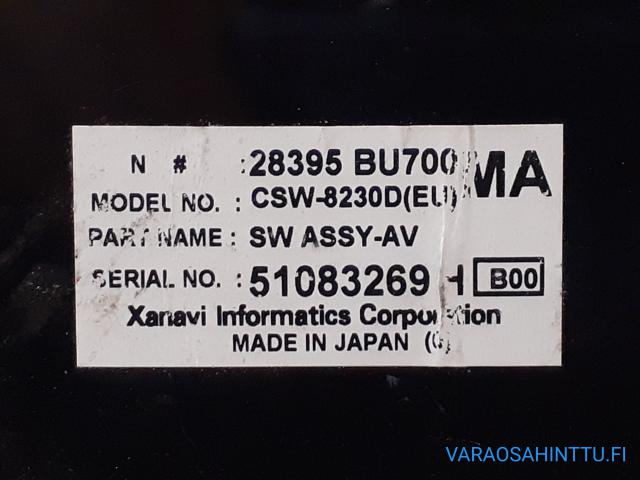 N # : 28395 BU700 MA
MODEL NO. : CSW-8230D(EU)
PART NAME : SW ASSY-AV
SERIAL NO. : 51083269 B00
Xanavi Informatics Corporation
MADE IN JAPAN
VARAOSAHINTTU.FI